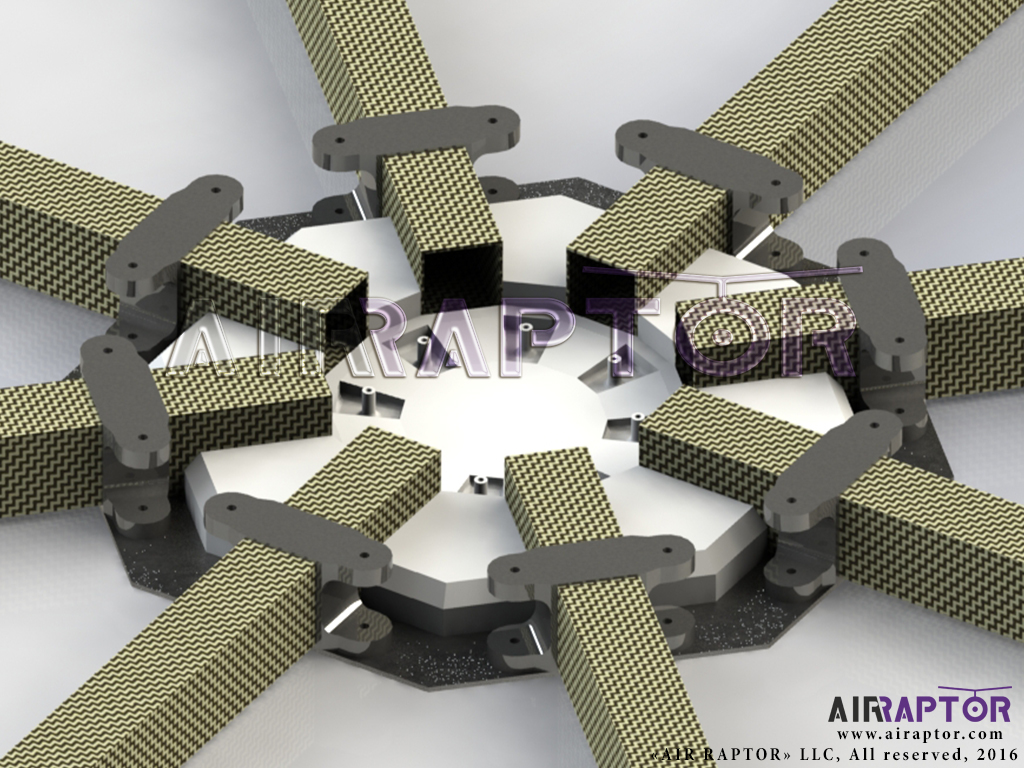 AIRRAPTOR
AIRRAPTOR
www.airaptor.com
«AIR RAPTOR» LLC, All reserved, 2016